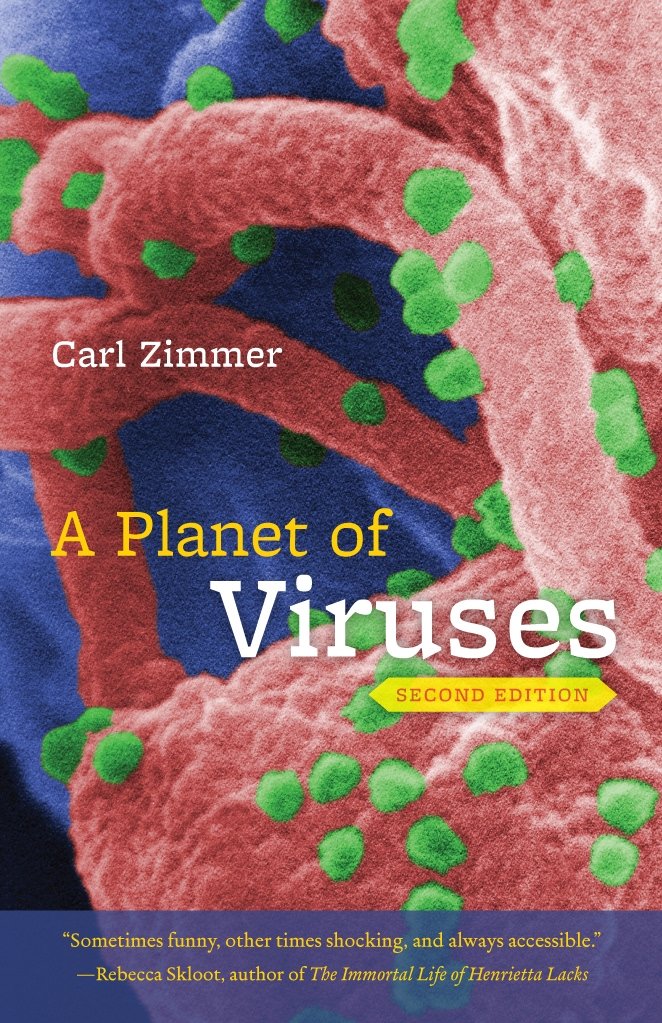 Carl Zimmer
A Planet of
Viruses
SECOND EDITION
“Sometimes funny, other times shocking, and always accessible.”
—Rebecca Skloot, author of The Immortal Life of Henrietta Lacks